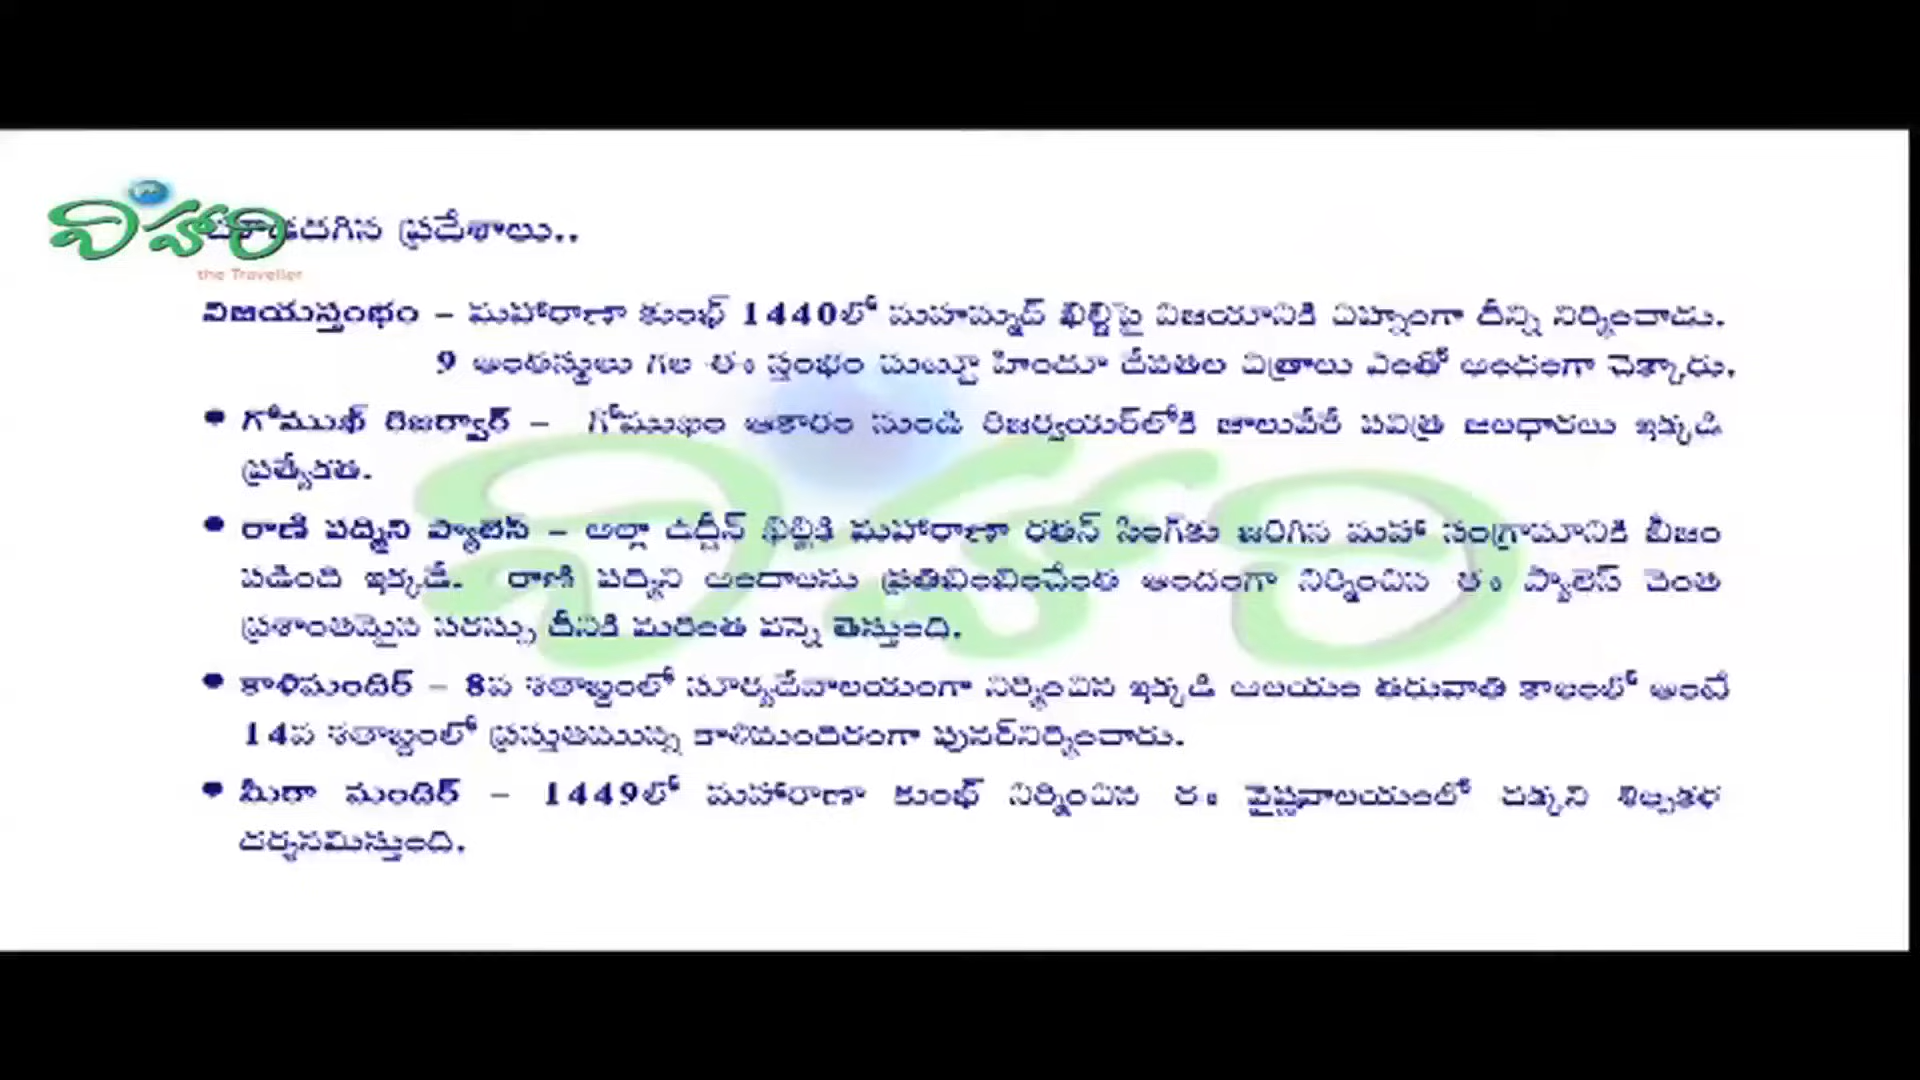 విహారి
చూడదగిన ప్రదేశాలు..
the Traveller
విజయస్తంభం - మహారాణా కుంభ్ 1440లో మహమ్మద్ ఖిల్జీపై విజయానికి చిహ్నంగా దీన్ని నిర్మించాడు.
9 అంతస్తులు గల ఈ స్తంభం చుట్టూ హిందూ దేవతల చిత్రాలు ఎంతో అందంగా చెక్కారు.
• గోముఖ్ రిజర్వార్ - గోముఖం ఆకారం నుండి రిజర్వయర్‌లోకి జాలువేరే పవిత్ర జలధారలు ఇక్కడి
ప్రత్యేకత.
• రాణి పద్మిని ప్యాలెస్ - అల్లా ఉద్దీన్ ఖిల్జీకి మహారాణా రతన్ సింగ్‌కు జరిగిన మహా సంగ్రామానికి బీజం
పడింది ఇక్కడే. రాణి పద్మిని అందాలను ప్రతిబింబించేంత అందంగా నిర్మించిన ఈ ప్యాలెస్ చెంత
ప్రశాంతమైన సరస్సు దీనికి మరింత వన్నె తెస్తుంది.
• కాళిమందిర్ - 8వ శతాబ్దంలో సూర్యదేవాలయంగా నిర్మించిన ఇక్కడి ఆలయం తరువాతి కాలంలో అంటే
14వ శతాబ్దంలో ప్రస్తుతమున్న కాళిమందిరంగా పునర్‌నిర్మించారు.
• మీరా మందిర్ - 1449లో మహారాణా కుంభ్ నిర్మించిన ఈ వైష్ణవాలయంలో చక్కని శిల్పకళ
దర్శనమిస్తుంది.
విహారి